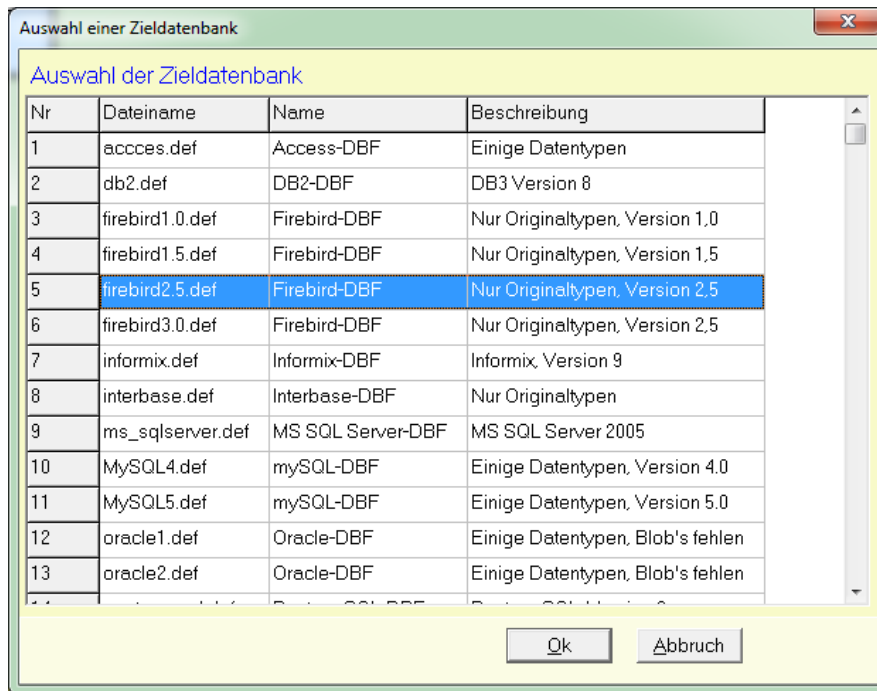 Auswahl einer Zieldatenbank
Auswahl der Zieldatenbank
Nr Dateiname Name Beschreibung
1 accces.def Access-DBF Einige Datentypen
2 db2.def DB2-DBF DB3 Version 8
3 firebird1.0.def Firebird-DBF Nur Originaltypen, Version 1,0
4 firebird1.5.def Firebird-DBF Nur Originaltypen, Version 1,5
5 firebird2.5.def Firebird-DBF Nur Originaltypen, Version 2,5
6 firebird3.0.def Firebird-DBF Nur Originaltypen, Version 2,5
7 informix.def Informix-DBF Informix, Version 9
8 interbase.def Interbase-DBF Nur Originaltypen
9 ms_sqlserver.def MS SQL Server-DBF MS SQL Server 2005
10 MySQL4.def mySQL-DBF Einige Datentypen, Version 4.0
11 MySQL5.def mySQL-DBF Einige Datentypen, Version 5.0
12 oracle1.def Oracle-DBF Einige Datentypen, Blob's fehlen
13 oracle2.def Oracle-DBF Einige Datentypen, Blob's fehlen
Ok Abbruch